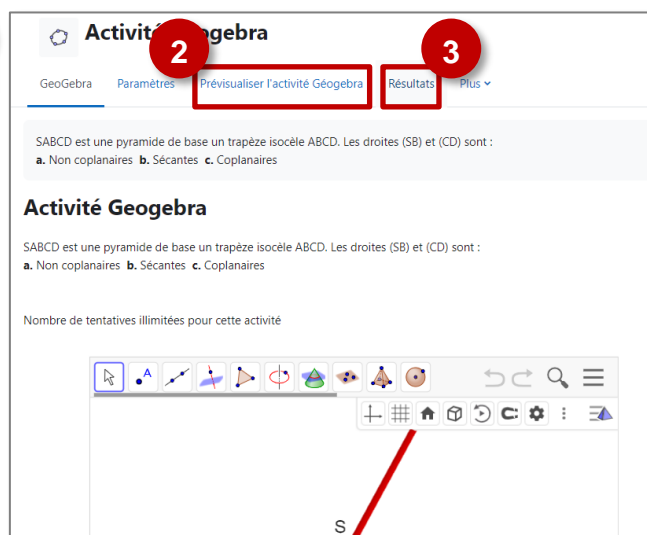 Activité Geogebra
2
3
GeoGebra Paramètres Prévisualiser l'activité Géogebra Résultats Plus
SABCD est une pyramide de base un trapèze isocèle ABCD. Les droites (SB) et (CD) sont :
a. Non coplanaires b. Sécantes c. Coplanaires
Activité Geogebra
SABCD est une pyramide de base un trapèze isocèle ABCD. Les droites (SB) et (CD) sont :
a. Non coplanaires b. Sécantes c. Coplanaires
Nombre de tentatives illimitées pour cette activité
A
S